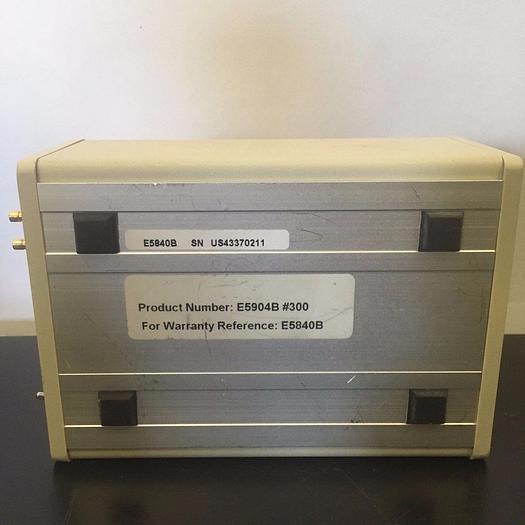 E5840B SN US43370211
Product Number: E5904B #300
For Warranty Reference: E5840B